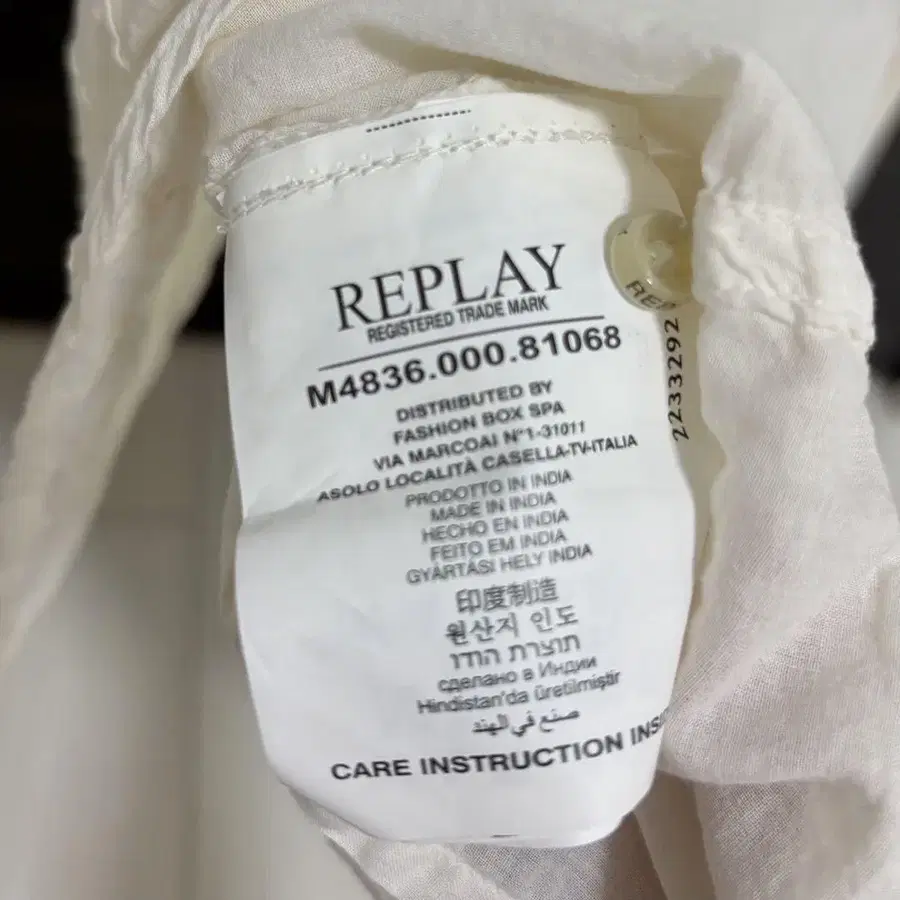 REPLAY
REGISTERED TRADE MARK
M4836.000.81068
DISTRIBUTED BY
FASHION BOX SPA
VIA MARCOAI N°1-31011
ASOLO LOCALITÀ CASELLA-TV-ITALIA
PRODOTTO IN INDIA
MADE IN INDIA
HECHO EN INDIA
FEITO EM INDIA
GYÁRTÁSI HELY INDIA
印度制造
원산지 인도
תוצרת הודו
сделано в Индии
Hindistan'da üretilmiştir
صنع في الهند
CARE INSTRUCTION
2233292